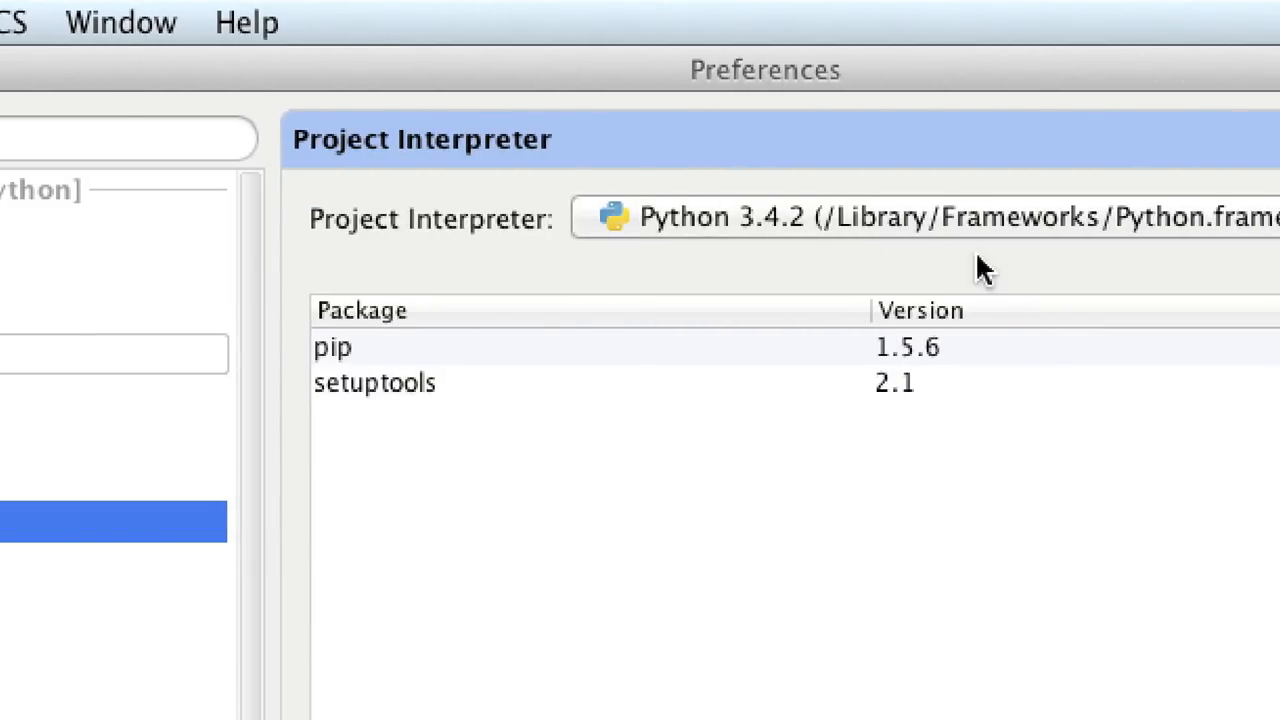 CS Window Help
Preferences
Project Interpreter
ython]
Project Interpreter: Python 3.4.2 (/Library/Frameworks/Python.frame
Package Version
pip 1.5.6
setuptools 2.1